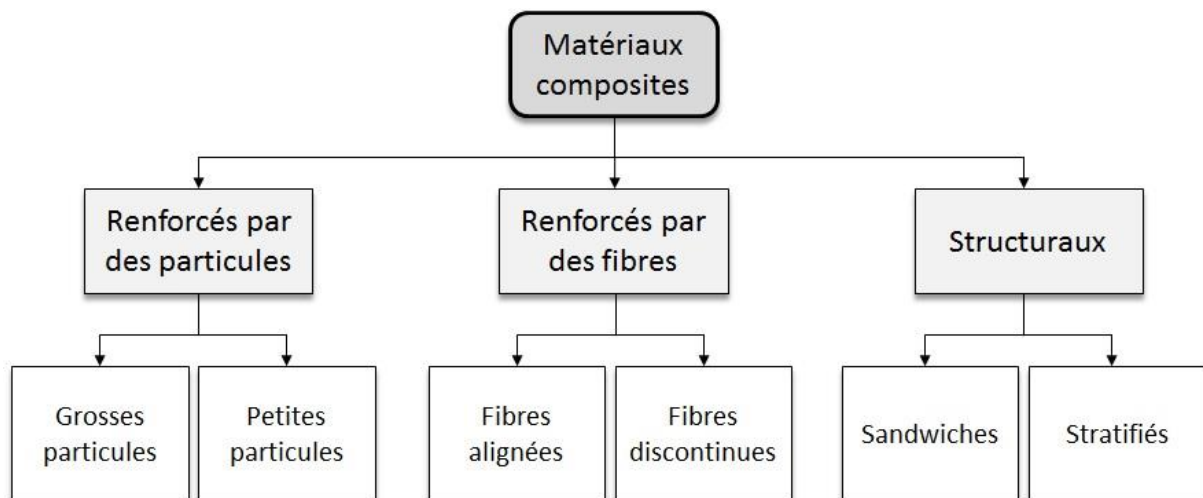 Matériaux
composites
Renforcés par
des particules
Renforcés par
des fibres
Structuraux
Grosses
particules
Petites
particules
Fibres
alignées
Fibres
discontinues
Sandwiches
Stratifiés